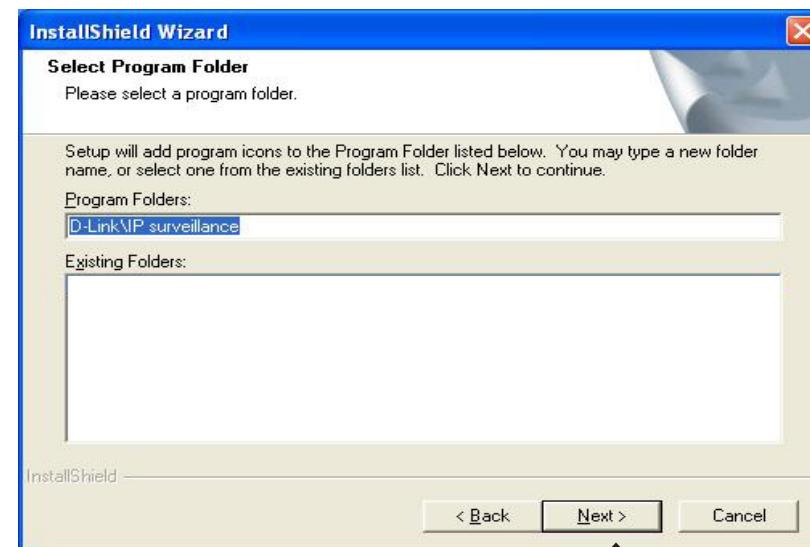 InstallShield Wizard
Select Program Folder
Please select a program folder.
Setup will add program icons to the Program Folder listed below.  You may type a new folder
name, or select one from the existing folders list.  Click Next to continue.
Program Folders:
D-Link\IP surveillance
Existing Folders:
InstallShield
< Back
Next >
Cancel